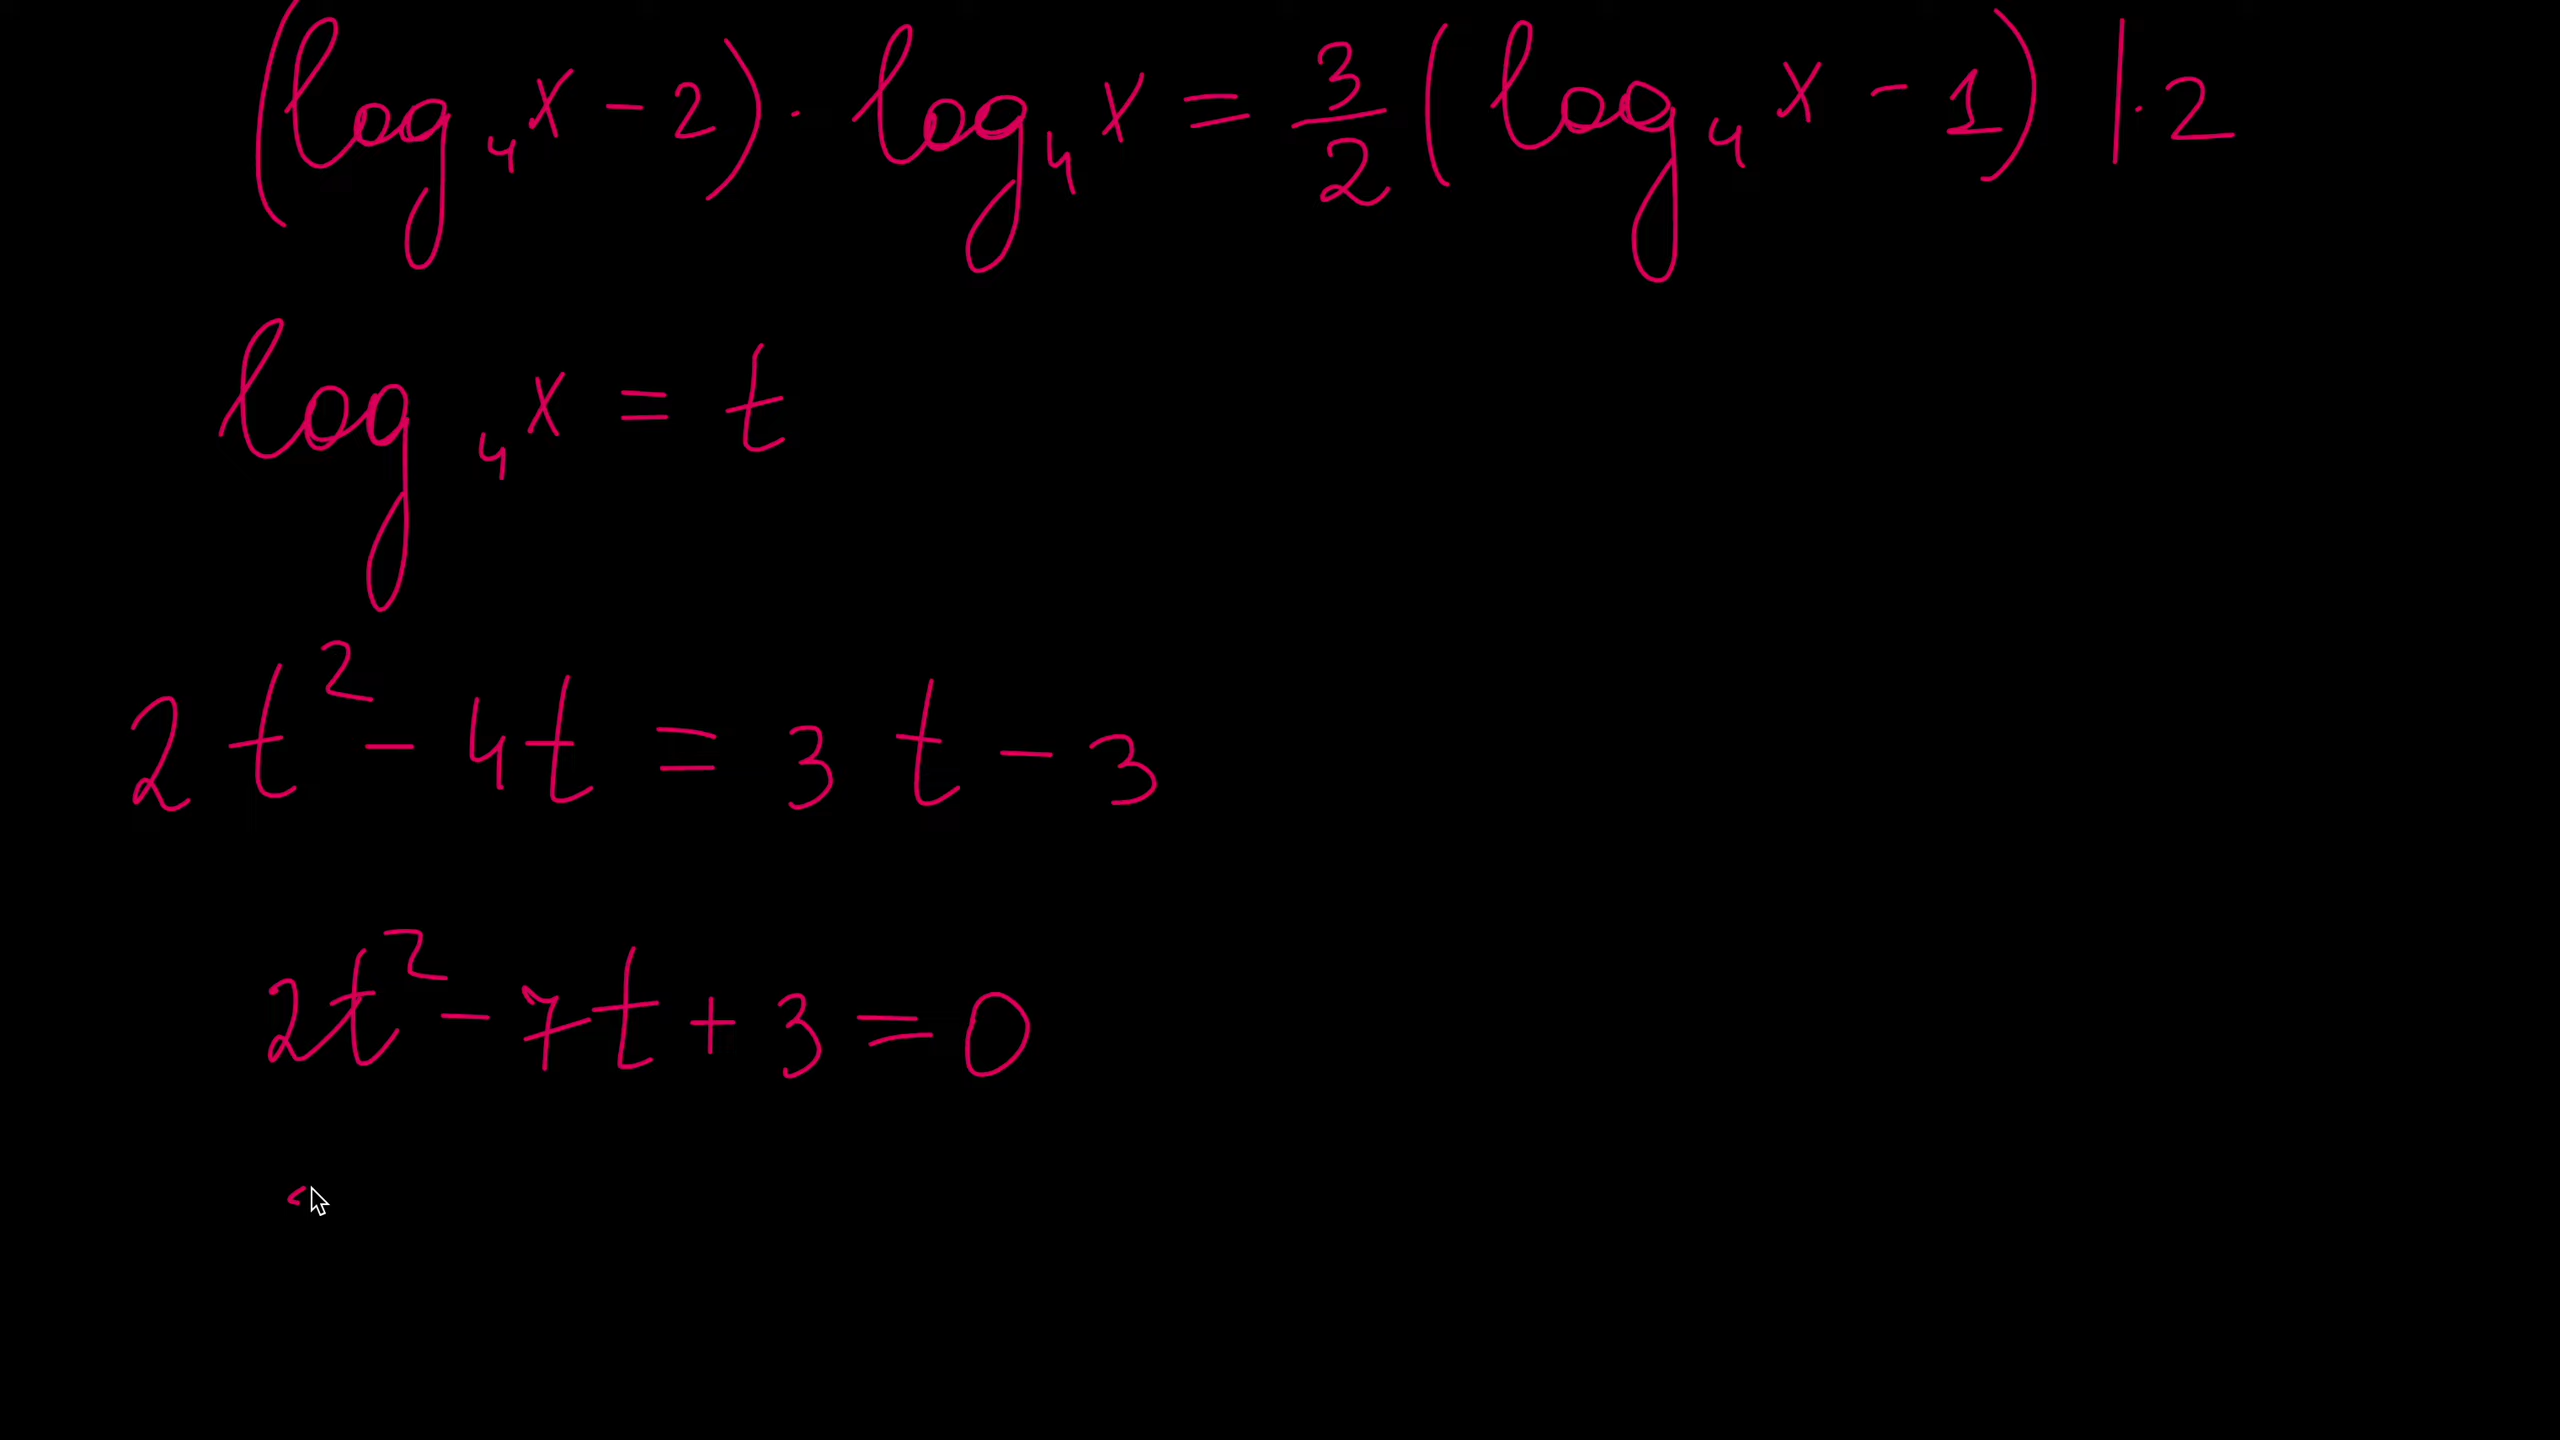 (log₄x - 2) · log₄x = 3/2 (log₄x - 1) | · 2
log₄x = t
2t² - 4t = 3t - 3
2t² - 7t + 3 = 0